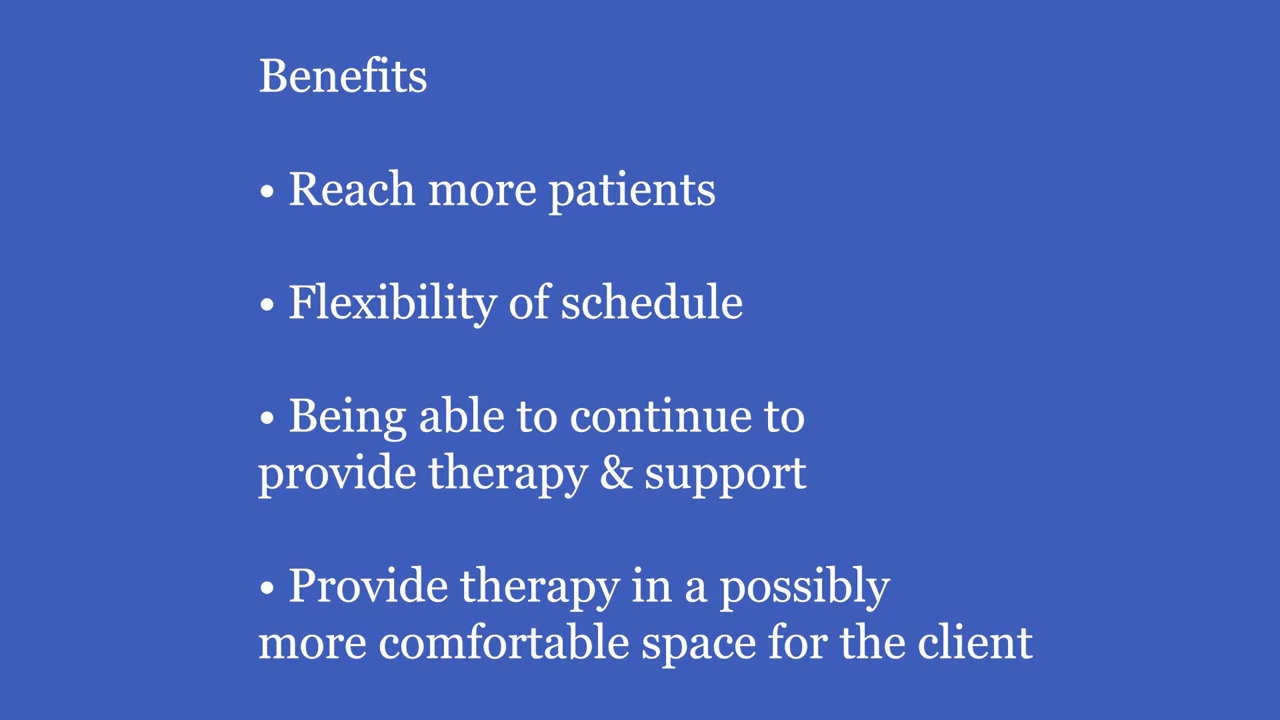 Benefits
• Reach more patients
• Flexibility of schedule
• Being able to continue to
provide therapy & support
• Provide therapy in a possibly
more comfortable space for the client